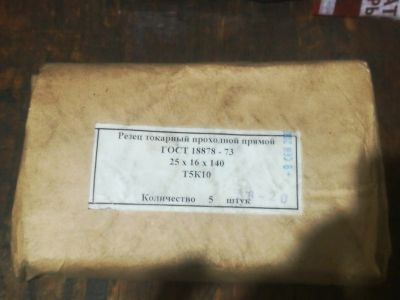 Резец токарный проходной прямой
ГОСТ 18878 - 73
25 х 16 х 140
Т5К10
Количество 5 штук